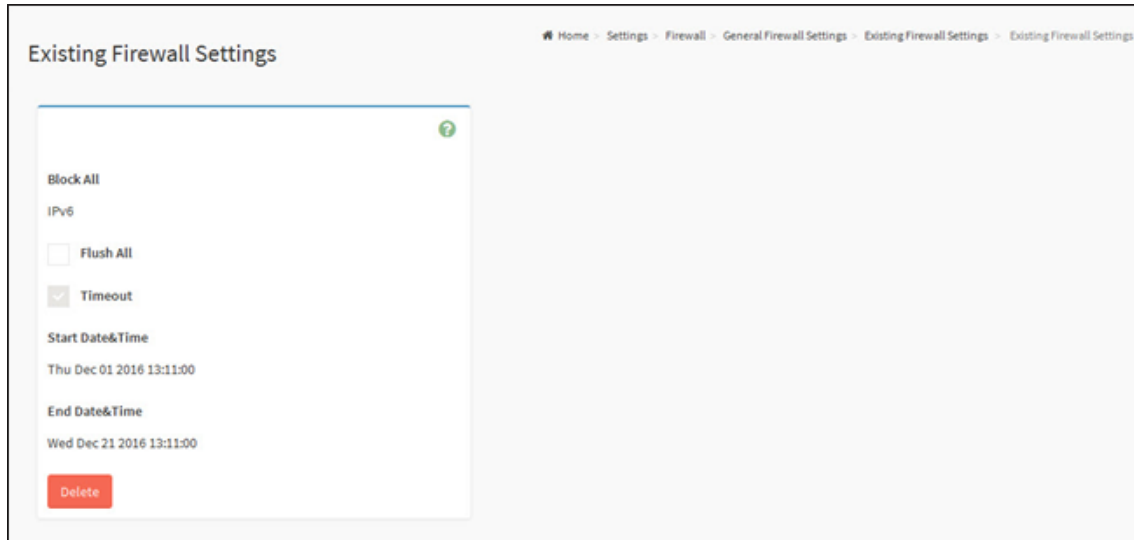 Home > Settings > Firewall > General Firewall Settings > Existing Firewall Settings > Existing Firewall Settings
Existing Firewall Settings
Block All
IPv6
Flush All
Timeout
Start Date&Time
Thu Dec 01 2016 13:11:00
End Date&Time
Wed Dec 21 2016 13:11:00
Delete